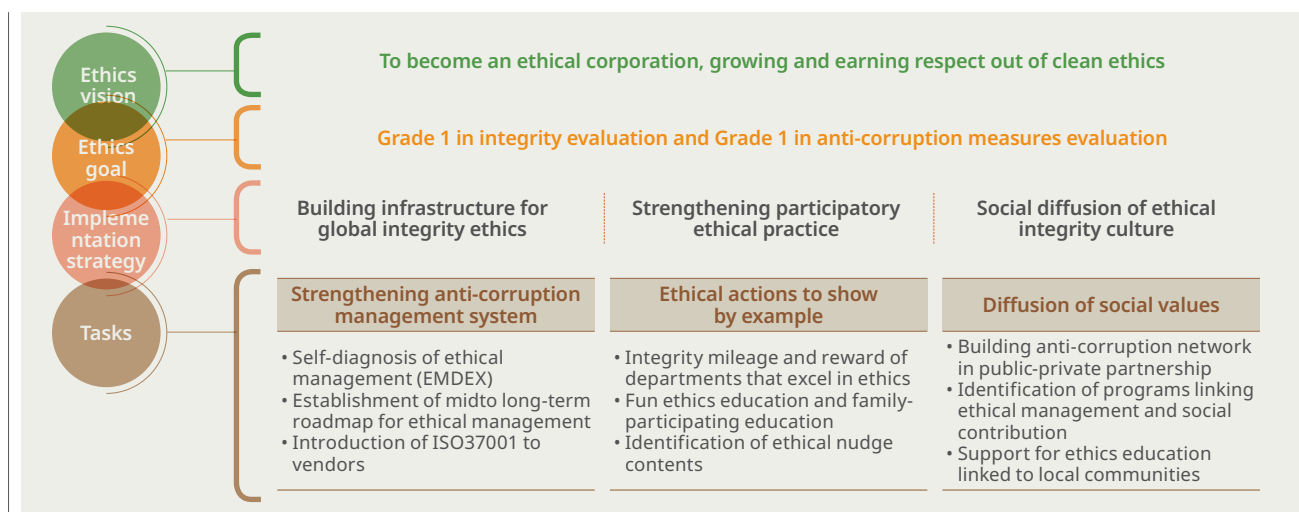 Ethics
vision
To become an ethical corporation, growing and earning respect out of clean ethics
Ethics
goal
Grade 1 in integrity evaluation and Grade 1 in anti-corruption measures evaluation
Impleme
ntation
strategy
Building infrastructure for
global integrity ethics
Strengthening participatory
ethical practice
Social diffusion of ethical
integrity culture
Tasks
Strengthening anti-corruption
management system
• Self-diagnosis of ethical
management (EMDEX)
• Establishment of midto long-term
roadmap for ethical management
• Introduction of ISO37001 to
vendors
Ethical actions to show
by example
• Integrity mileage and reward of
departments that excel in ethics
• Fun ethics education and family-
participating education
• Identification of ethical nudge
contents
Diffusion of social values
• Building anti-corruption network
in public-private partnership
• Identification of programs linking
ethical management and social
contribution
• Support for ethics education
linked to local communities